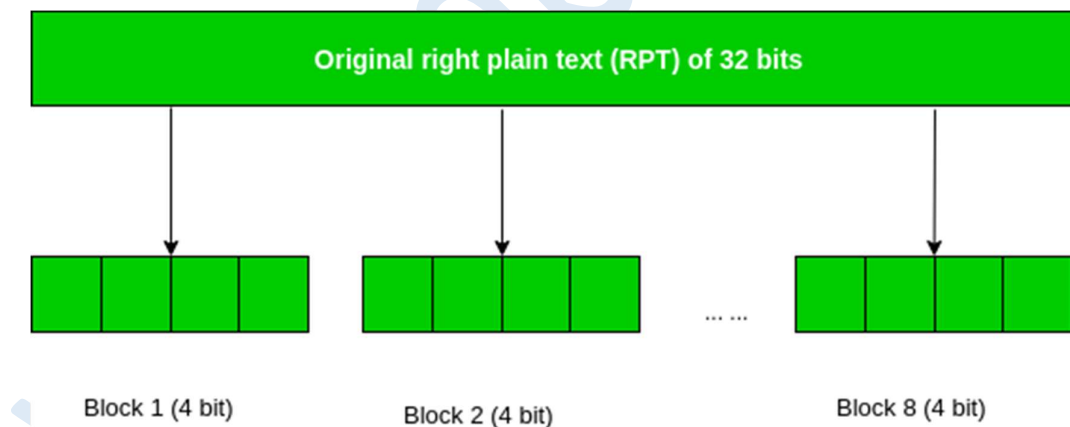 Original right plain text (RPT) of 32 bits
... ...
Block 1 (4 bit)
Block 2 (4 bit)
Block 8 (4 bit)